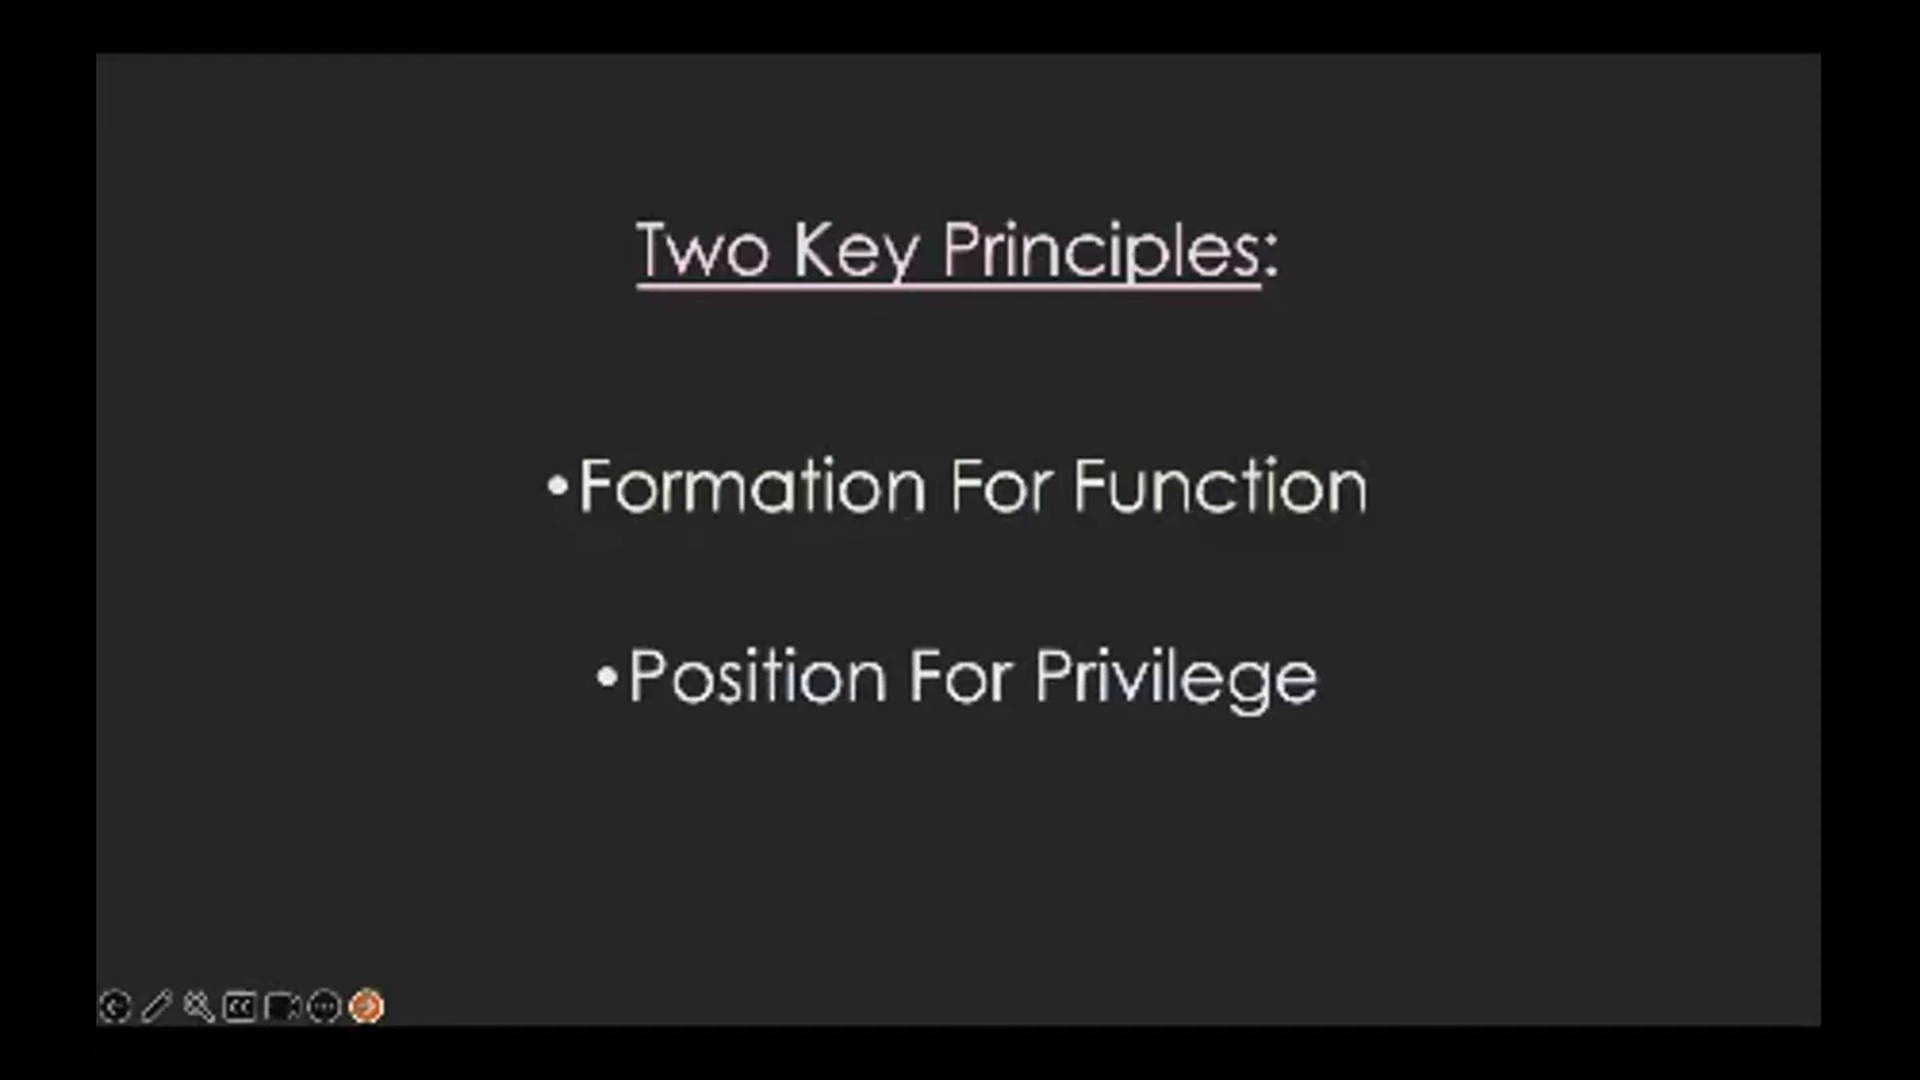 Two Key Principles:
•Formation For Function
•Position For Privilege